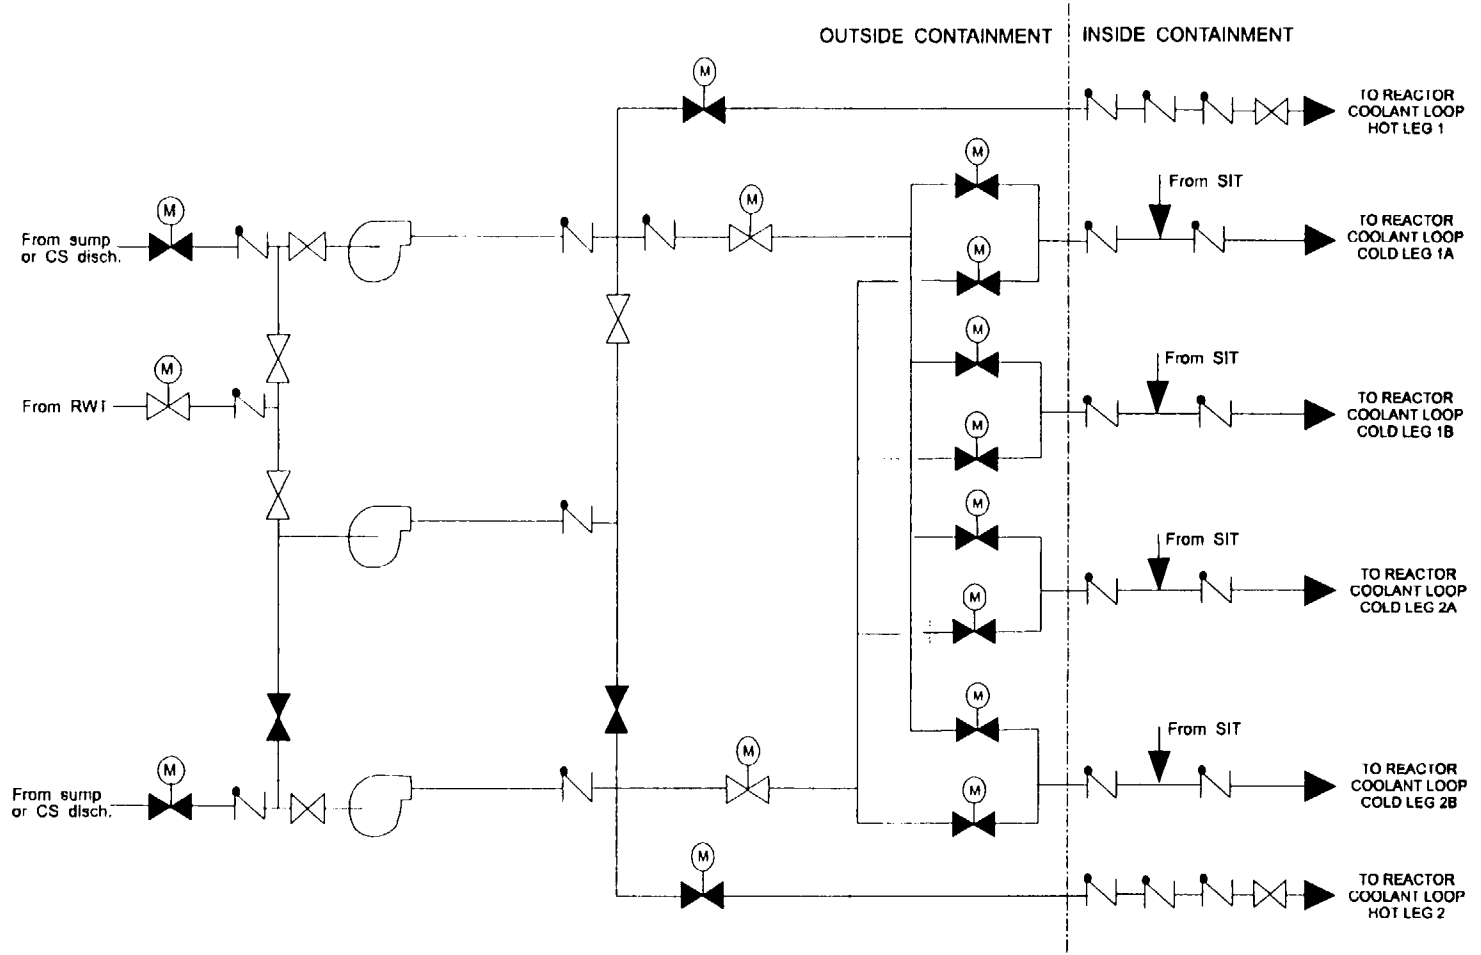 OUTSIDE CONTAINMENT
INSIDE CONTAINMENT
M
TO REACTOR
COOLANT LOOP
HOT LEG 1
M
From SIT
M
M
TO REACTOR
COOLANT LOOP
COLD LEG 1A
From sump
or CS disch.
M
M
From SIT
M
From RWT
TO REACTOR
COOLANT LOOP
COLD LEG 1B
M
M
From SIT
TO REACTOR
COOLANT LOOP
COLD LEG 2A
M
M
From SIT
M
M
From sump
or CS disch.
TO REACTOR
COOLANT LOOP
COLD LEG 2B
M
M
TO REACTOR
COOLANT LOOP
HOT LEG 2